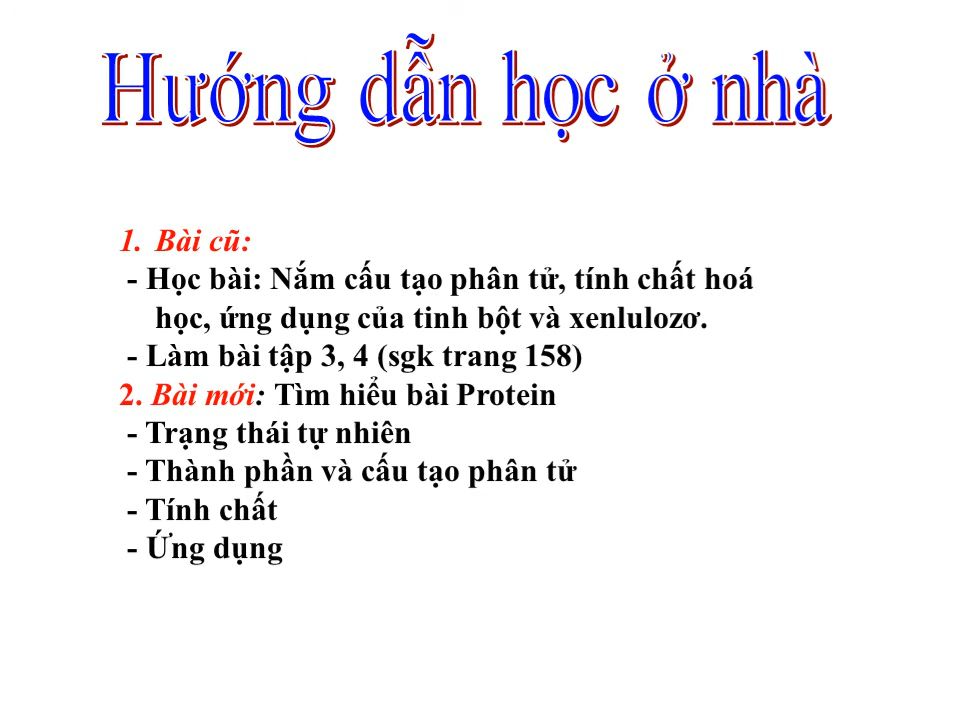 Hướng dẫn học ở nhà
1. Bài cũ:
- Học bài: Nắm cấu tạo phân tử, tính chất hoá
học, ứng dụng của tinh bột và xenlulozơ.
- Làm bài tập 3, 4 (sgk trang 158)
2. Bài mới: Tìm hiểu bài Protein
- Trạng thái tự nhiên
- Thành phần và cấu tạo phân tử
- Tính chất
- Ứng dụng